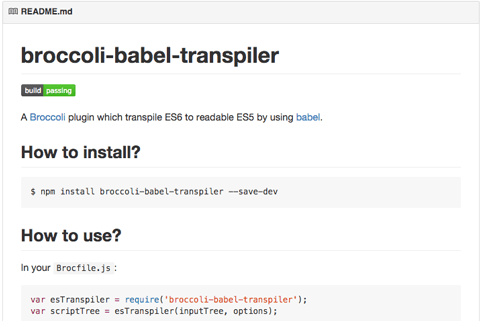 README.md
broccoli-babel-transpiler
build passing
A Broccoli plugin which transpile ES6 to readable ES5 by using babel.
How to install?
$ npm install broccoli-babel-transpiler --save-dev
How to use?
In your Brocfile.js :
var esTranspiler = require('broccoli-babel-transpiler');
var scriptTree = esTranspiler(inputTree, options);